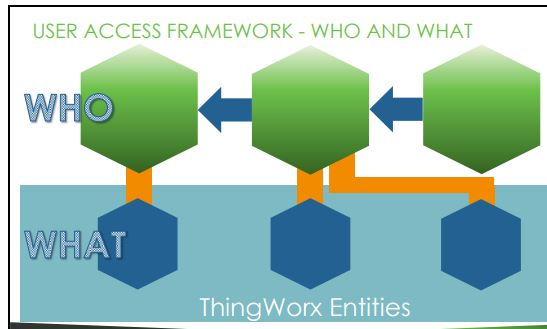 USER ACCESS FRAMEWORK - WHO AND WHAT
WHO
WHAT
ThingWorx Entities